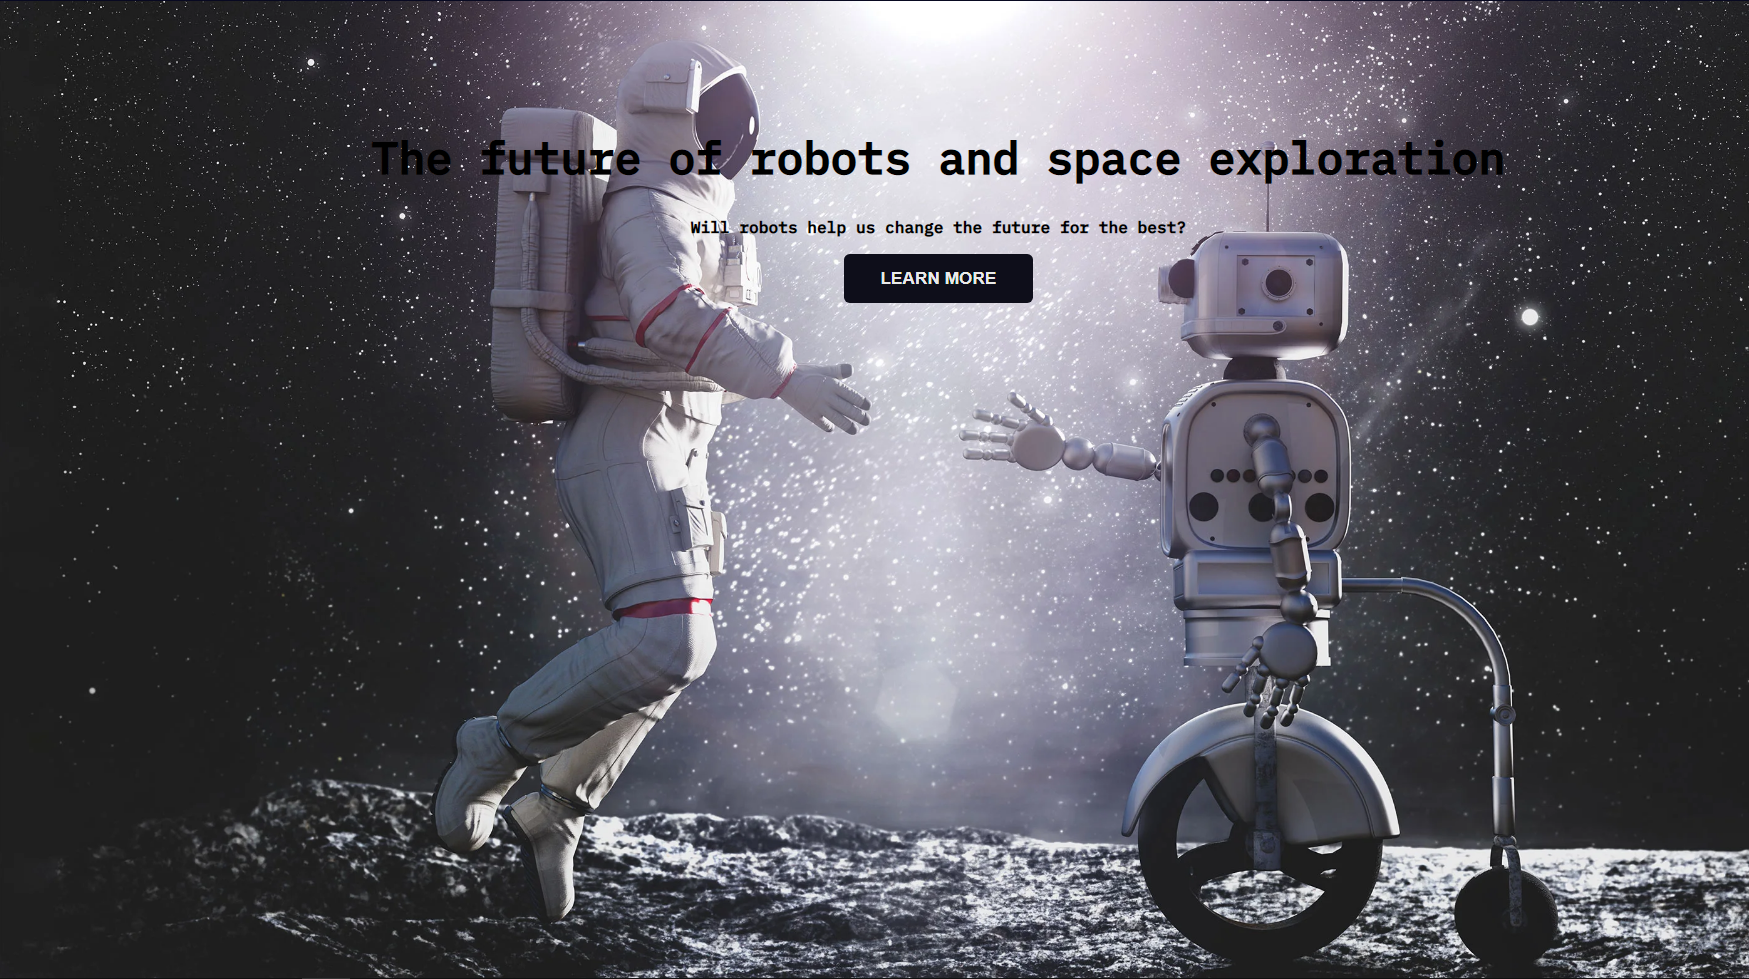 The future of robots and space exploration
Will robots help us change the future for the best?
LEARN MORE